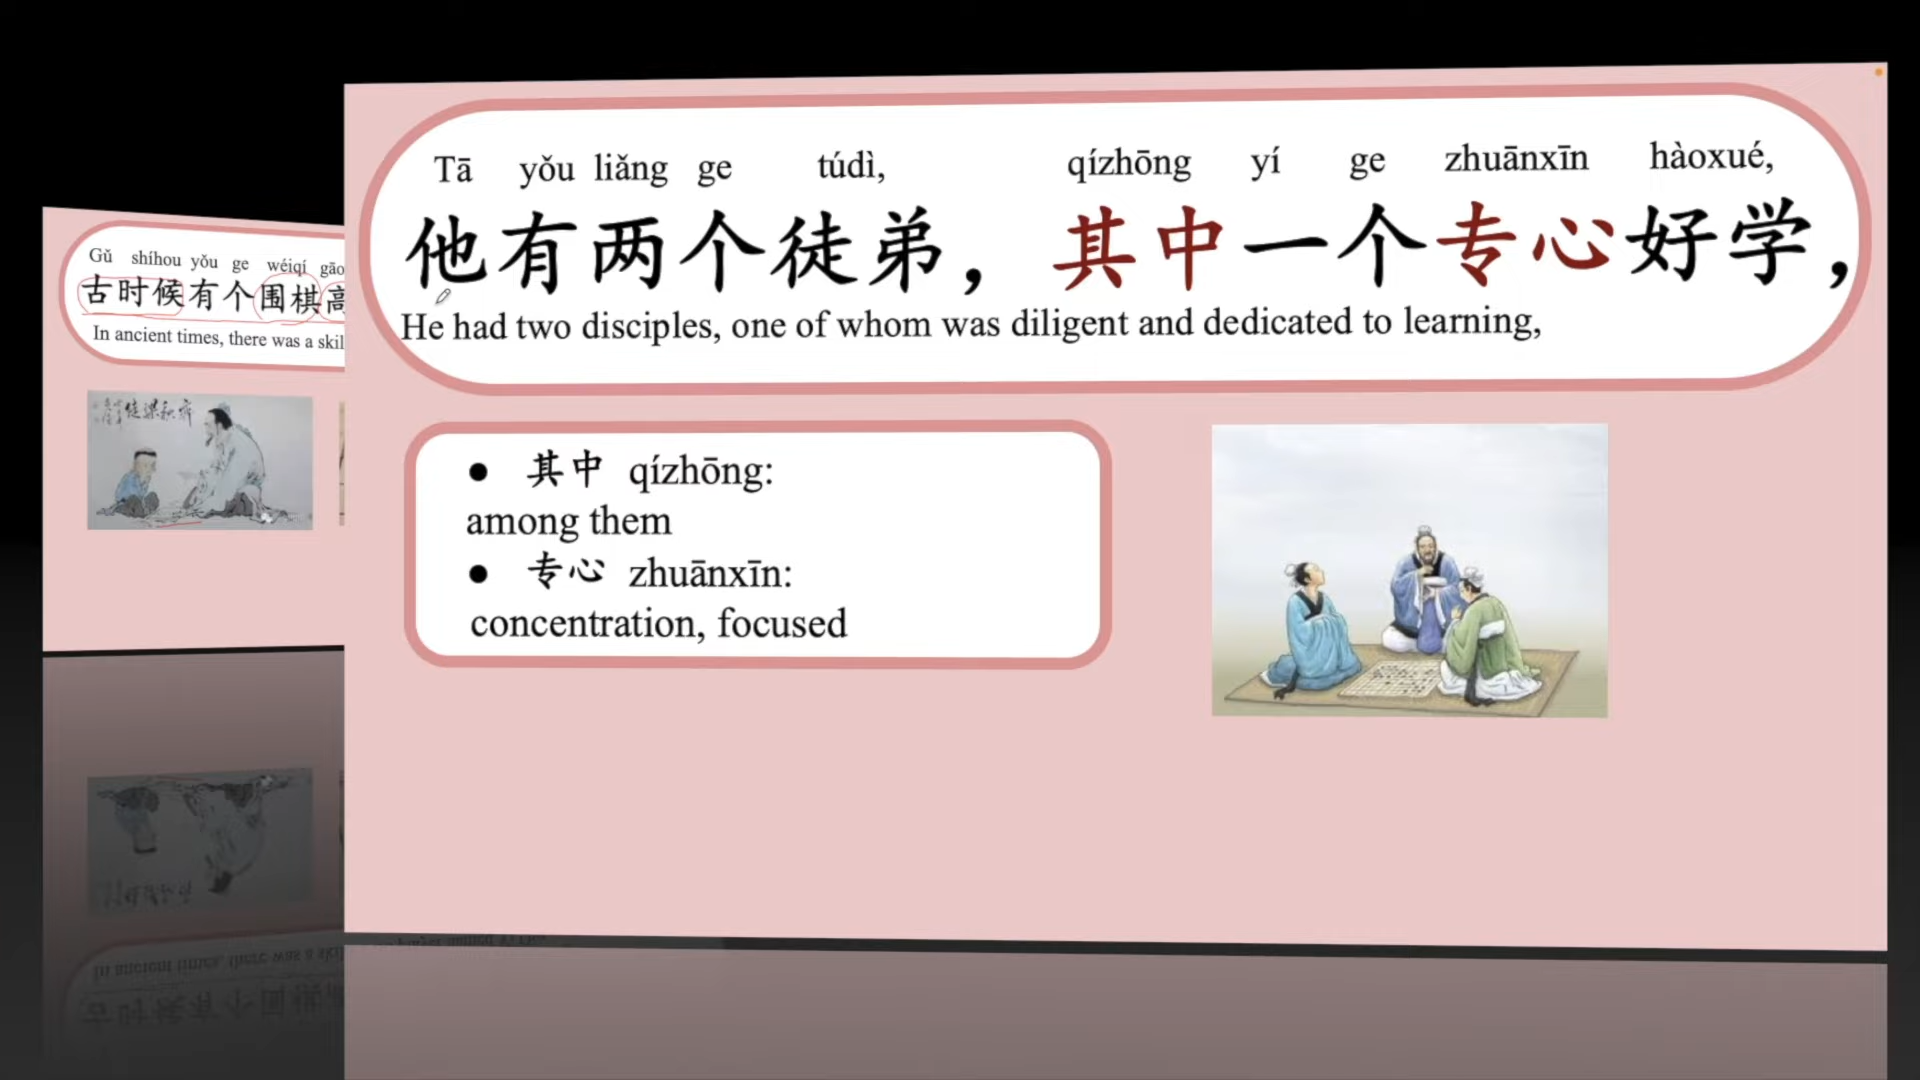 Gǔ shíhou yǒu ge wéiqí gāo
古时候有个围棋高
In ancient times, there was a skil
Tā yǒu liǎng ge túdì, qízhōng yí ge zhuānxīn hàoxué,
他有两个徒弟，其中一个专心好学，
He had two disciples, one of whom was diligent and dedicated to learning,
● 其中 qízhōng:
among them
● 专心 zhuānxīn:
concentration, focused